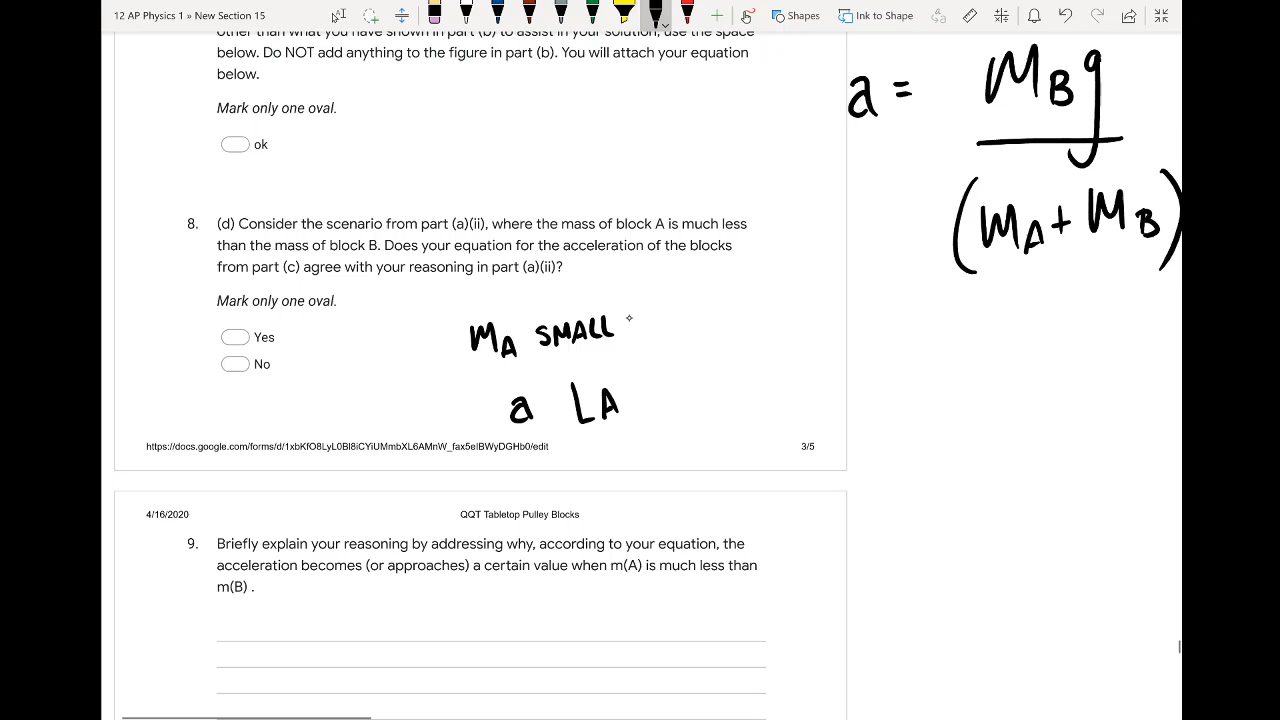 12 AP Physics 1 » New Section 15
Shapes
Ink to Shape
other than what you have shown in part (b) to assist in your solution, use the space
below. Do NOT add anything to the figure in part (b). You will attach your equation
below.
Mark only one oval.
ok
a = mBg
(mA + mB)
8. (d) Consider the scenario from part (a)(ii), where the mass of block A is much less
than the mass of block B. Does your equation for the acceleration of the blocks
from part (c) agree with your reasoning in part (a)(ii)?
Mark only one oval.
Yes
No
mA SMALL
a LA
https://docs.google.com/forms/d/1xbKfO8LyL0Bl8iCYiUMmbXL6AMnW_fax5eIBWyDGHb0/edit
3/5
4/16/2020
QQT Tabletop Pulley Blocks
9. Briefly explain your reasoning by addressing why, according to your equation, the
acceleration becomes (or approaches) a certain value when m(A) is much less than
m(B) .